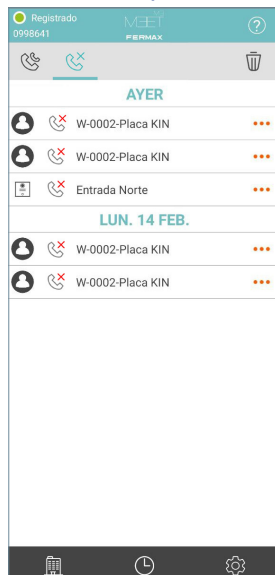 Registrado
0998641
MEET
FERMAX
?
AYER
W-0002-Placa KIN
W-0002-Placa KIN
Entrada Norte
LUN. 14 FEB.
W-0002-Placa KIN
W-0002-Placa KIN